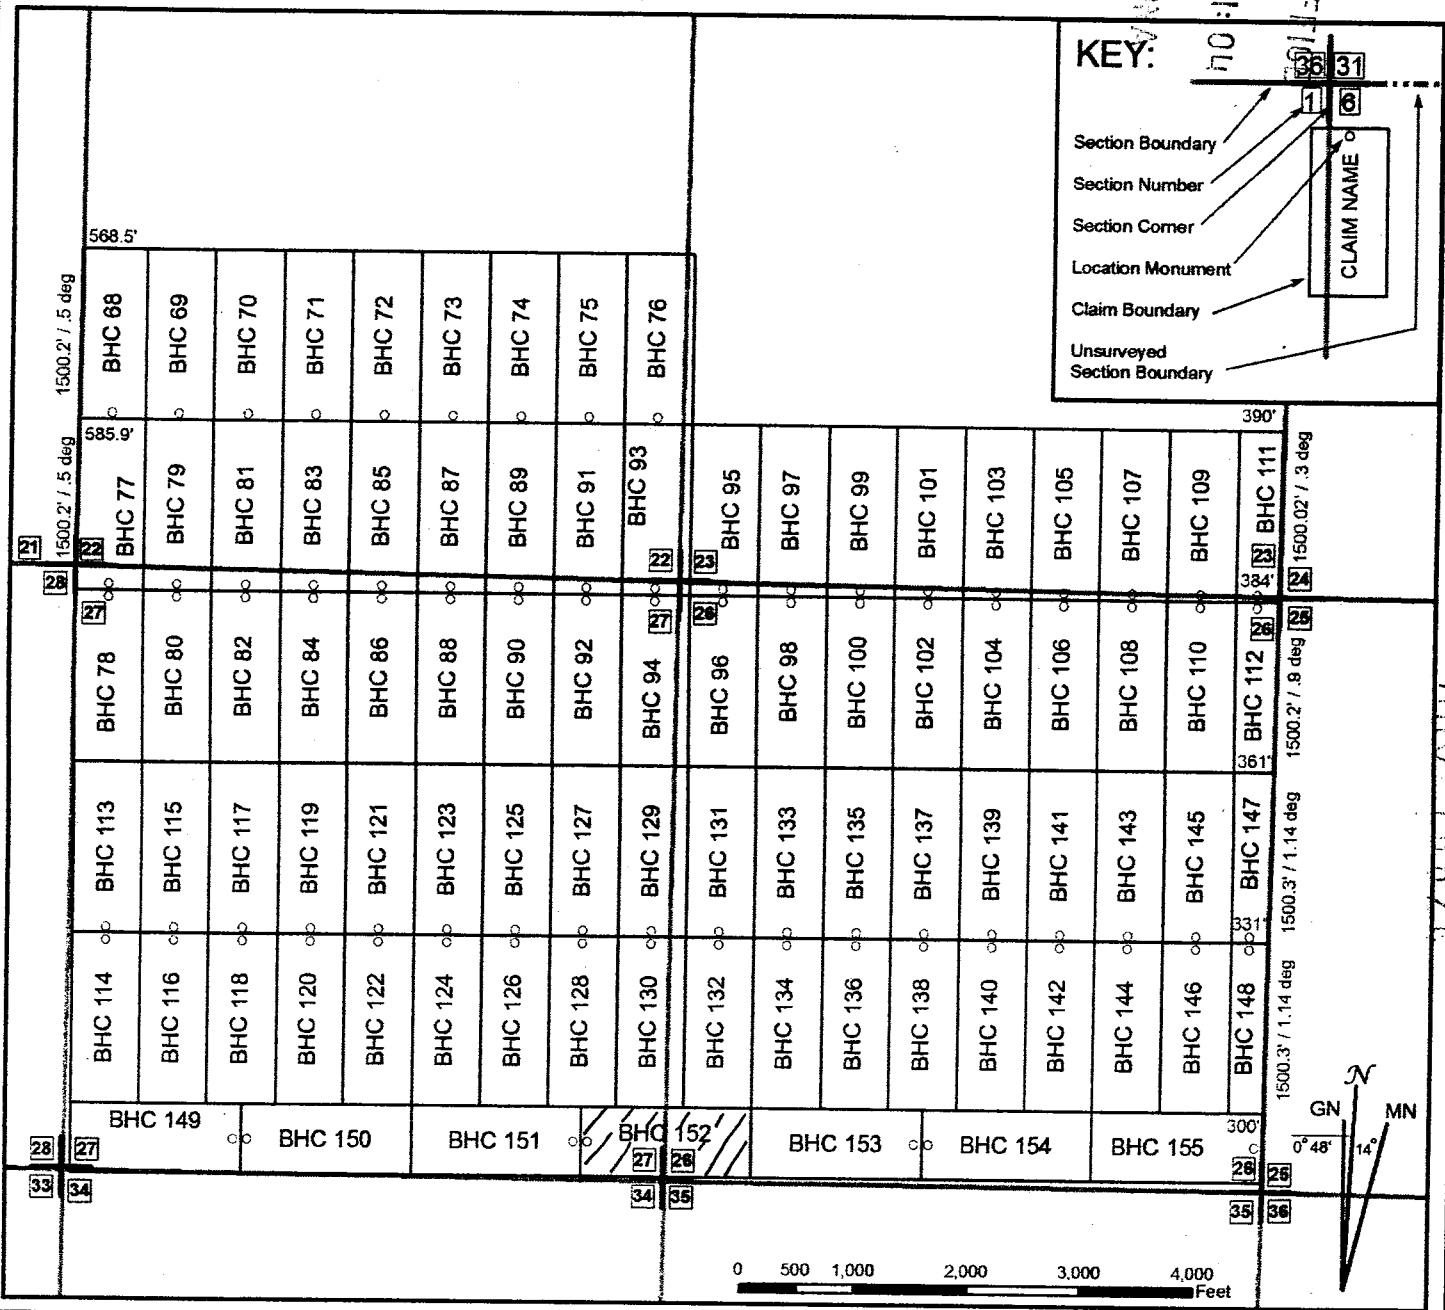 KEY:
36 31
1 6
Section Boundary
Section Number
Section Corner
Location Monument
Claim Boundary
Unsurveyed
Section Boundary
CLAIM NAME
568.5'
1500.2' / .5 deg
BHC 68
BHC 69
BHC 70
BHC 71
BHC 72
BHC 73
BHC 74
BHC 75
BHC 76
585.9'
390'
1500.2' / .5 deg
BHC 77
BHC 79
BHC 81
BHC 83
BHC 85
BHC 87
BHC 89
BHC 91
BHC 93
BHC 95
BHC 97
BHC 99
BHC 101
BHC 103
BHC 105
BHC 107
BHC 109
BHC 111
1500.02' / .3 deg
21 22
22 23
23 24
28 27
27 26
384'
26 25
BHC 78
BHC 80
BHC 82
BHC 84
BHC 86
BHC 88
BHC 90
BHC 92
BHC 94
BHC 96
BHC 98
BHC 100
BHC 102
BHC 104
BHC 106
BHC 108
BHC 110
BHC 112
1500.2' / .9 deg
361'
BHC 113
BHC 115
BHC 117
BHC 119
BHC 121
BHC 123
BHC 125
BHC 127
BHC 129
BHC 131
BHC 133
BHC 135
BHC 137
BHC 139
BHC 141
BHC 143
BHC 145
BHC 147
1500.3' / 1.14 deg
331'
BHC 114
BHC 116
BHC 118
BHC 120
BHC 122
BHC 124
BHC 126
BHC 128
BHC 130
BHC 132
BHC 134
BHC 136
BHC 138
BHC 140
BHC 142
BHC 144
BHC 146
BHC 148
1500.3' / 1.14 deg
BHC 149
BHC 150
BHC 151
BHC 152
BHC 153
BHC 154
BHC 155
300'
28 27
27 26
26 25
33 34
34 35
35 36
N
GN
MN
0°48'
14°
0 500 1,000 2,000 3,000 4,000
Feet